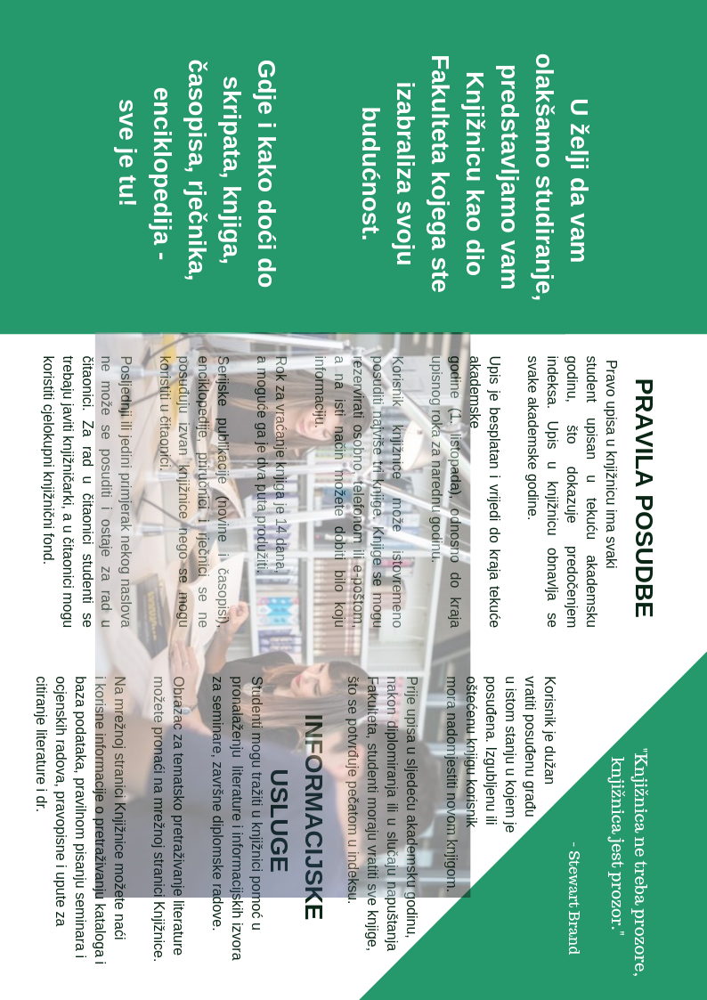 U želji da vam
olakšamo studiranje,
predstavljamo vam
Knjižnicu kao dio
Fakulteta kojega ste
izabraliza svoju
budućnost.
Gdje i kako doći do
skripata, knjiga,
časopisa, rječnika,
enciklopedija -
sve je tu!
PRAVILA POSUDBE
Pravo upisa u knjižnicu ima svaki
student upisan u tekuću akademsku
godinu, što dokazuje predočenjem
indeksa. Upis u knjižnicu obnavlja se
svake akademske godine.
Upis je besplatan i vrijedi do kraja tekuće
akademske
godine (1. listopada), odnosno do kraja
upisnog roka za narednu godinu.
Korisnik knjižnice može istovremeno
posuditi najviše tri knjige. Knjige se mogu
rezervirati osobno, telefonom ili e-poštom,
a na isti način možete dobiti bilo koju
informaciju.
Rok za vraćanje knjiga je 14 dana,
a moguće ga je dva puta produžiti.
Serijske publikacije (novine i časopisi),
enciklopedije, priručnici i rječnici se ne
posuđuju izvan knjižnice nego se mogu
koristiti u čitaonici.
Posljednji ili jedini primjerak nekog naslova
ne može se posuditi i ostaje za rad u
čitaonici. Za rad u čitaonici studenti se
trebaju javiti knjižničarki, a u čitaonici mogu
koristiti cjelokupni knjižnični fond.
"Knjižnica ne treba prozore,
knjižnica jest prozor."
- Stewart Brand
Korisnik je dužan
vratiti posuđenu građu
u istom stanju u kojem je
posuđena. Izgubljenu ili
oštećenu knjigu korisnik
mora nadomjestiti novom knjigom.
Prije upisa u sljedeću akademsku godinu,
nakon diplomiranja ili u slučaju napuštanja
Fakulteta, studenti moraju vratiti sve knjige,
što se potvrđuje pečatom u indeksu.
INFORMACIJSKE
USLUGE
Studenti mogu tražiti u knjižnici pomoć u
pronalaženju literature i informacijskih izvora
za seminare, završne diplomske radove.
Obrazac za tematsko pretraživanje literature
možete pronaći na mrežnoj stranici Knjižnice.
Na mrežnoj stranici Knjižnice možete naći
i korisne informacije o pretraživanju kataloga i
baza podataka, pravilnom pisanju seminara i
ocjenskih radova, pravopisne i upute za
citiranje literature i dr.